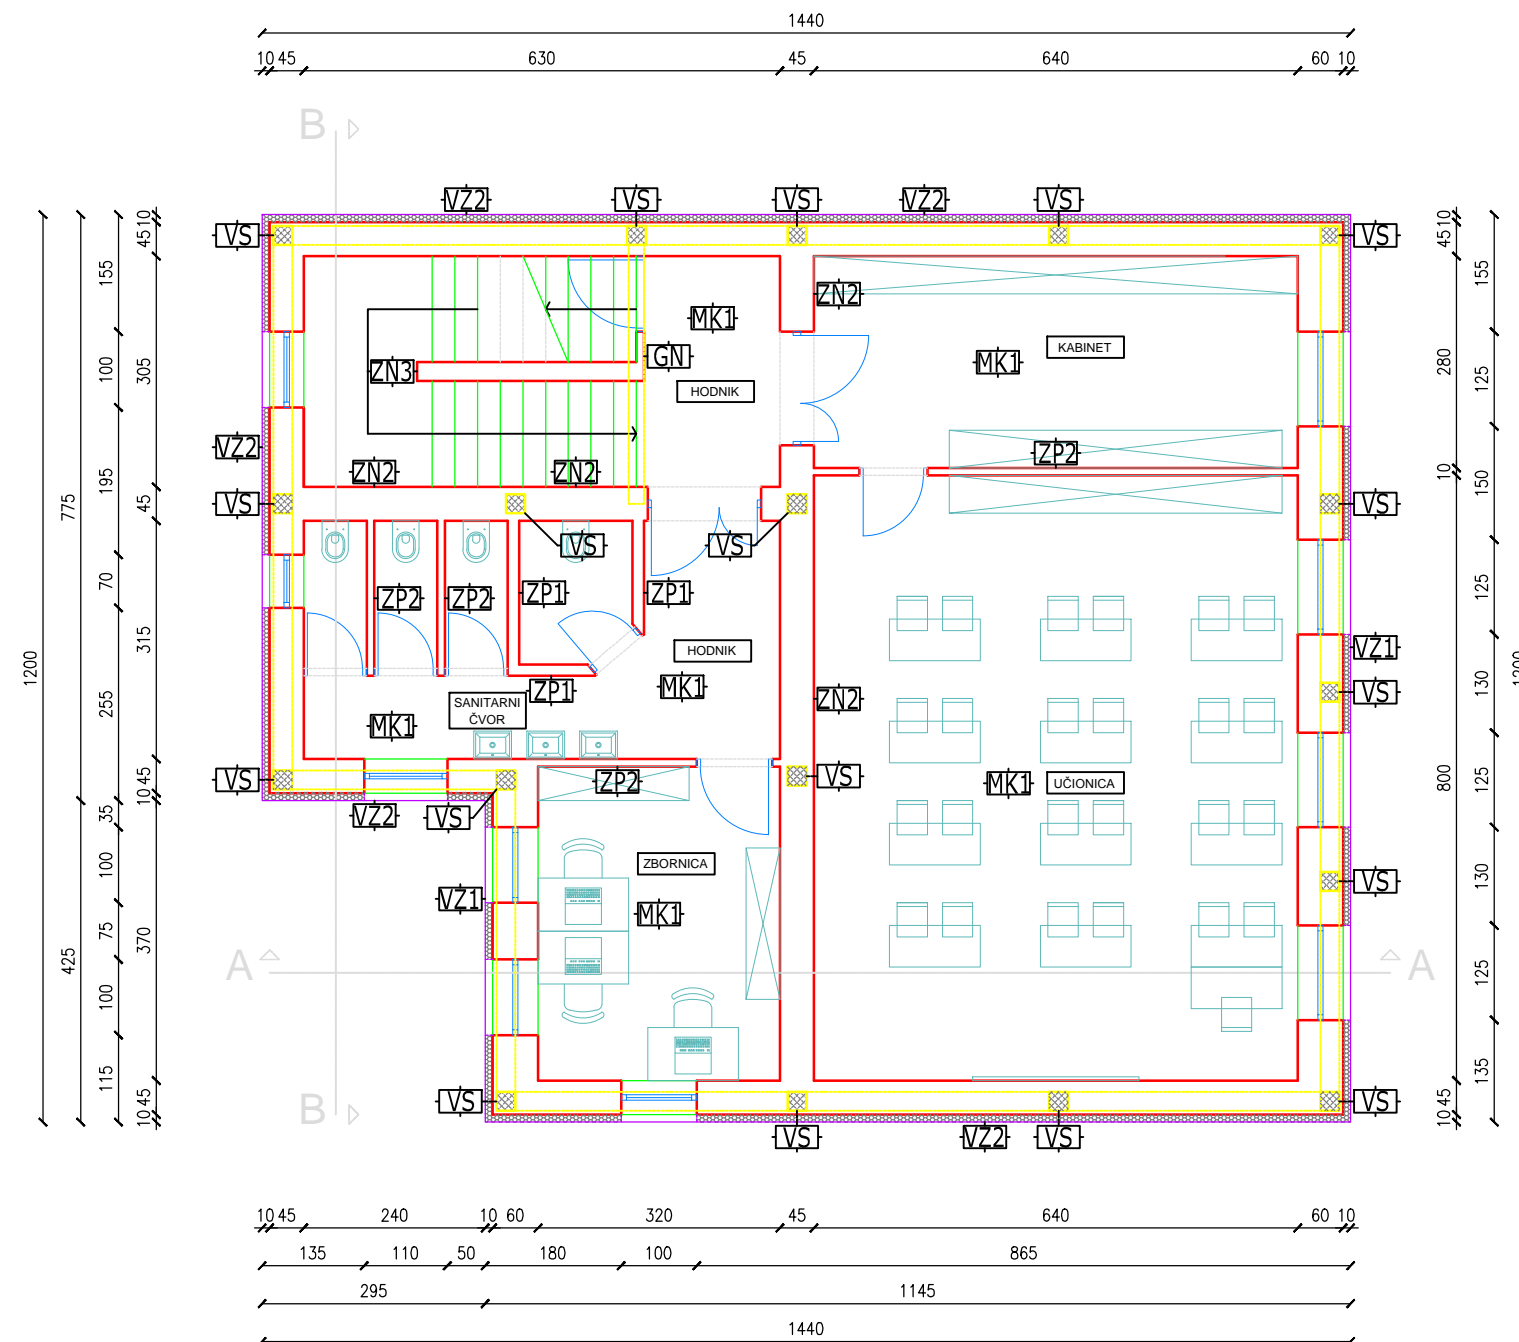 1440
10 45 630 45 640 60 10
B
VZ2 VS VS VZ2 VS
VS VS
10 45 155 100 305 195 45 70 315 255 10 45 35 100 75 370 100 115 10 45
775 425
1200
10 45 155 280 125 10 150 125 130 800 125 130 125 135 10 45
1200
ZN2
MK1
GN
KABINET
MK1
ZN3
HODNIK
VZ2
ZN2 ZN2
ZP2
VS VS
VS VS
ZP2 ZP2 ZP1 ZP1
HODNIK
VZ1
MK1
ZP1
VS
ZN2
SANITARNI
ČVOR
MK1
VS
ZP2
VS
MK1
UČIONICA
VZ2 VS
ZBORNICA
VS
VZ1
MK1
A A
B
VS VS
VS VZ2 VS
10 45 240 10 60 320 45 640 60 10
135 110 50 180 100 865
295 1145
1440